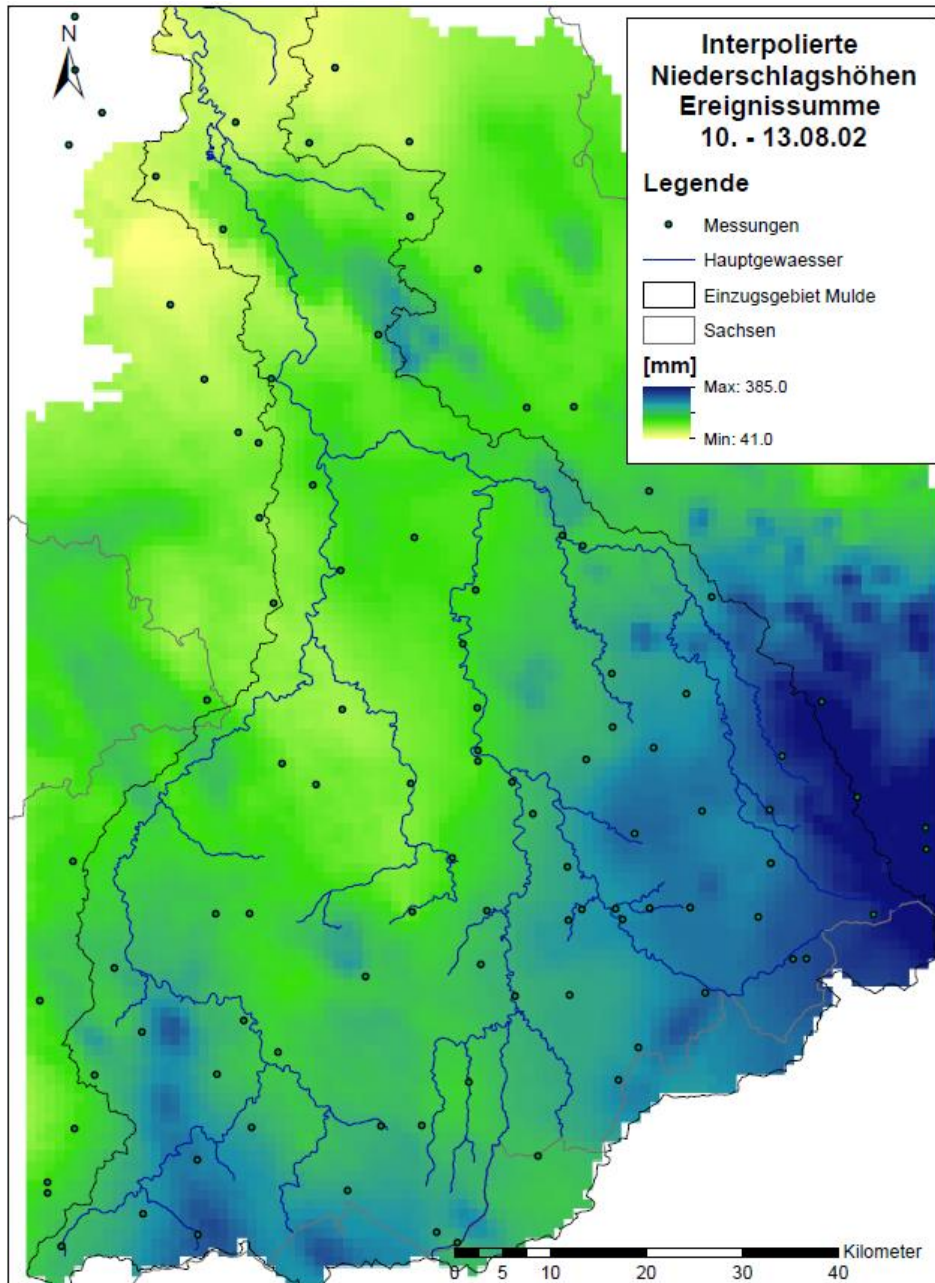 N
Interpolierte
Niederschlagshöhen
Ereignissumme
10. - 13.08.02
Legende
Messungen
Hauptgewaesser
Einzugsgebiet Mulde
Sachsen
[mm]
Max: 385.0
Min: 41.0
Kilometer
0 5 10 20 30 40